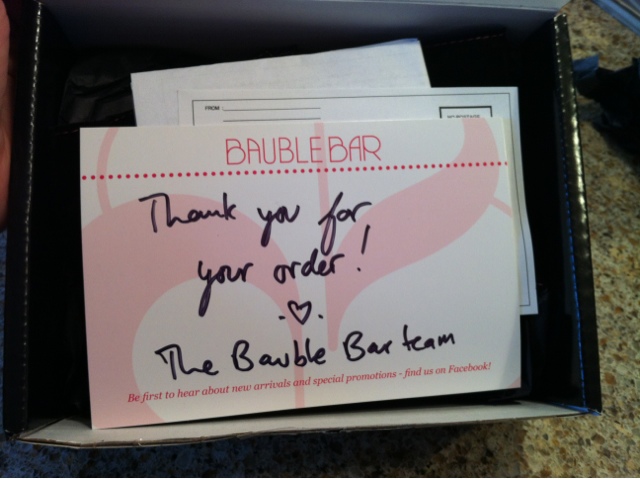 FROM:
BAUBLEBAR
Thank you for
your order!
The Bauble Bar team
Be first to hear about new arrivals and special promotions - find us on Facebook!